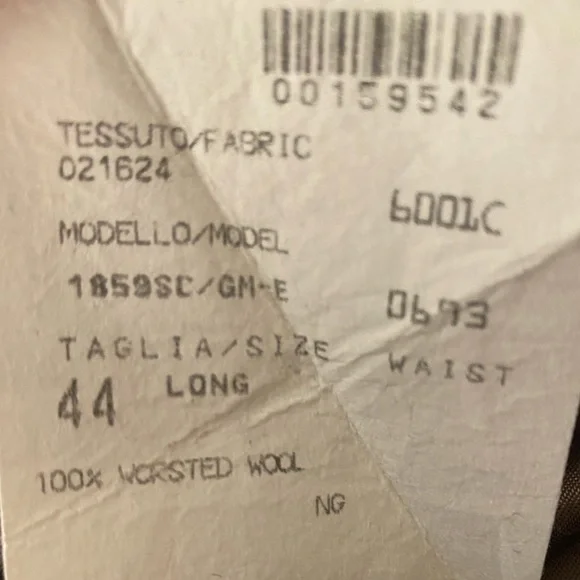 00159542
TESSUTO/FABRIC
021624
6001C
MODELLO/MODEL
1859SC/GM-E
0693
TAGLIA/SIZE
WAIST
44 LONG
100% WORSTED WOOL
NG